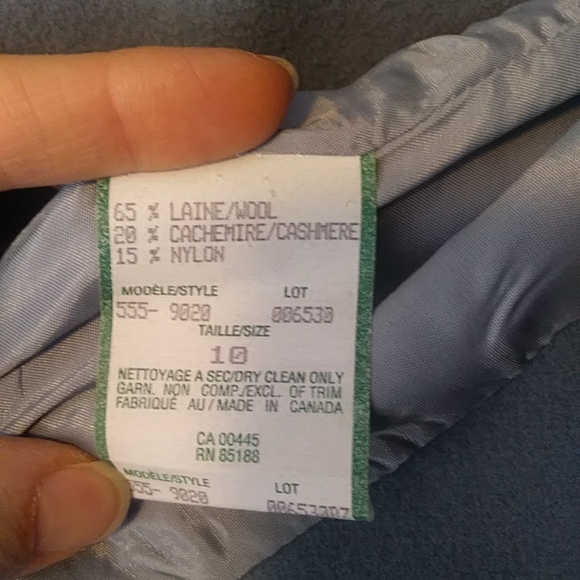 65 % LAINE/WOOL
20 % CACHEMIRE/CASHMERE
15 % NYLON
MODÈLE/STYLE LOT
555- 9020 006530
TAILLE/SIZE
10
NETTOYAGE A SEC/DRY CLEAN ONLY
GARN. NON COMP./EXCL. OF TRIM
FABRIQUÉ AU/MADE IN CANADA
CA 00445
RN 85188
MODÈLE/STYLE LOT
555- 9020